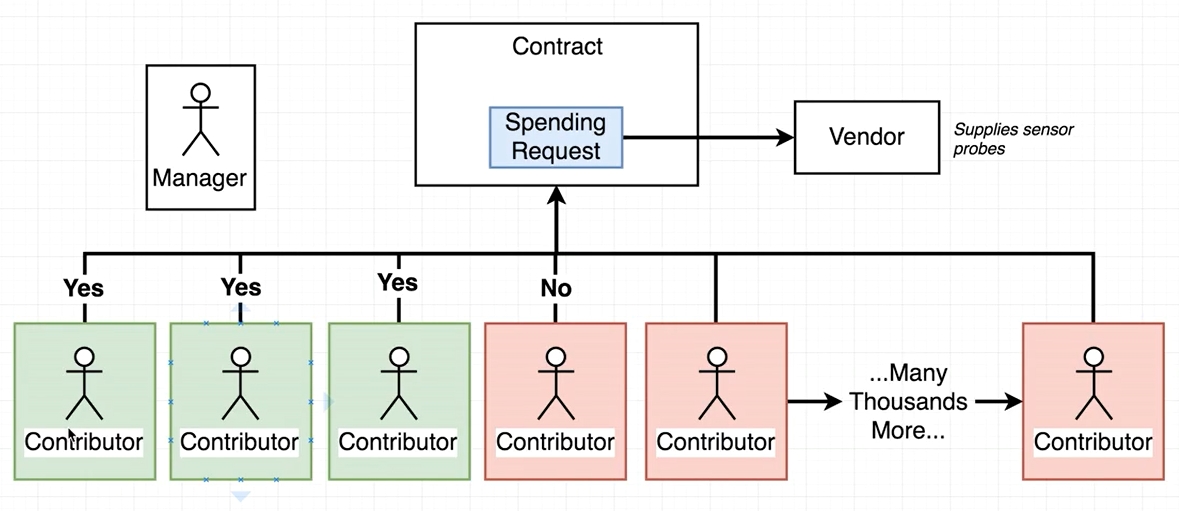 Contract
Spending
Request
Vendor
Supplies sensor
probes
Manager
Yes
Yes
Yes
No
Contributor
Contributor
Contributor
Contributor
Contributor
...Many
Thousands
More...
Contributor